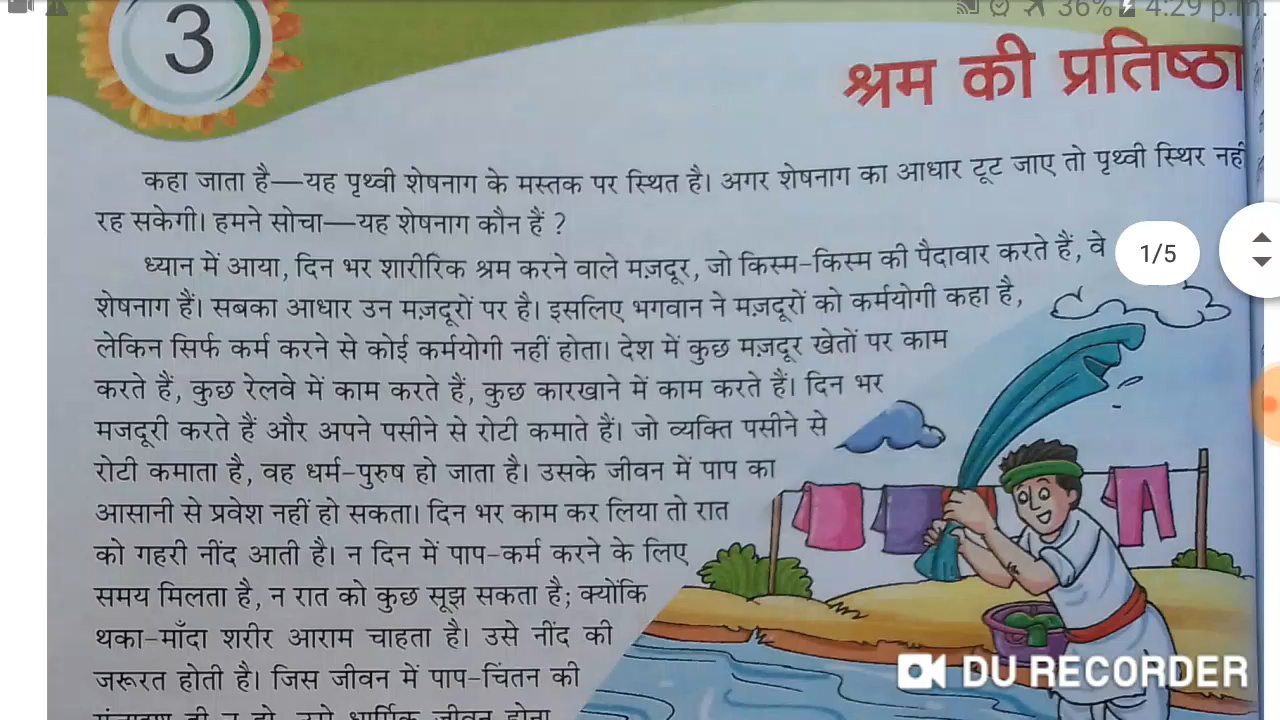 36% 4:29 p.m.
3
श्रम की प्रतिष्ठा
कहा जाता है—यह पृथ्वी शेषनाग के मस्तक पर स्थित है। अगर शेषनाग का आधार टूट जाए तो पृथ्वी स्थिर नहीं
रह सकेगी। हमने सोचा—यह शेषनाग कौन हैं ?
ध्यान में आया, दिन भर शारीरिक श्रम करने वाले मज़दूर, जो किस्म-किस्म की पैदावार करते हैं, वे
1/5
शेषनाग हैं। सबका आधार उन मज़दूरों पर है। इसलिए भगवान ने मज़दूरों को कर्मयोगी कहा है,
लेकिन सिर्फ कर्म करने से कोई कर्मयोगी नहीं होता। देश में कुछ मज़दूर खेतों पर काम
करते हैं, कुछ रेलवे में काम करते हैं, कुछ कारखाने में काम करते हैं। दिन भर
मजदूरी करते हैं और अपने पसीने से रोटी कमाते हैं। जो व्यक्ति पसीने से
रोटी कमाता है, वह धर्म-पुरुष हो जाता है। उसके जीवन में पाप का
आसानी से प्रवेश नहीं हो सकता। दिन भर काम कर लिया तो रात
को गहरी नींद आती है। न दिन में पाप-कर्म करने के लिए
समय मिलता है, न रात को कुछ सूझ सकता है; क्योंकि
थका-माँदा शरीर आराम चाहता है। उसे नींद की
जरूरत होती है। जिस जीवन में पाप-चिंतन की
DU RECORDER